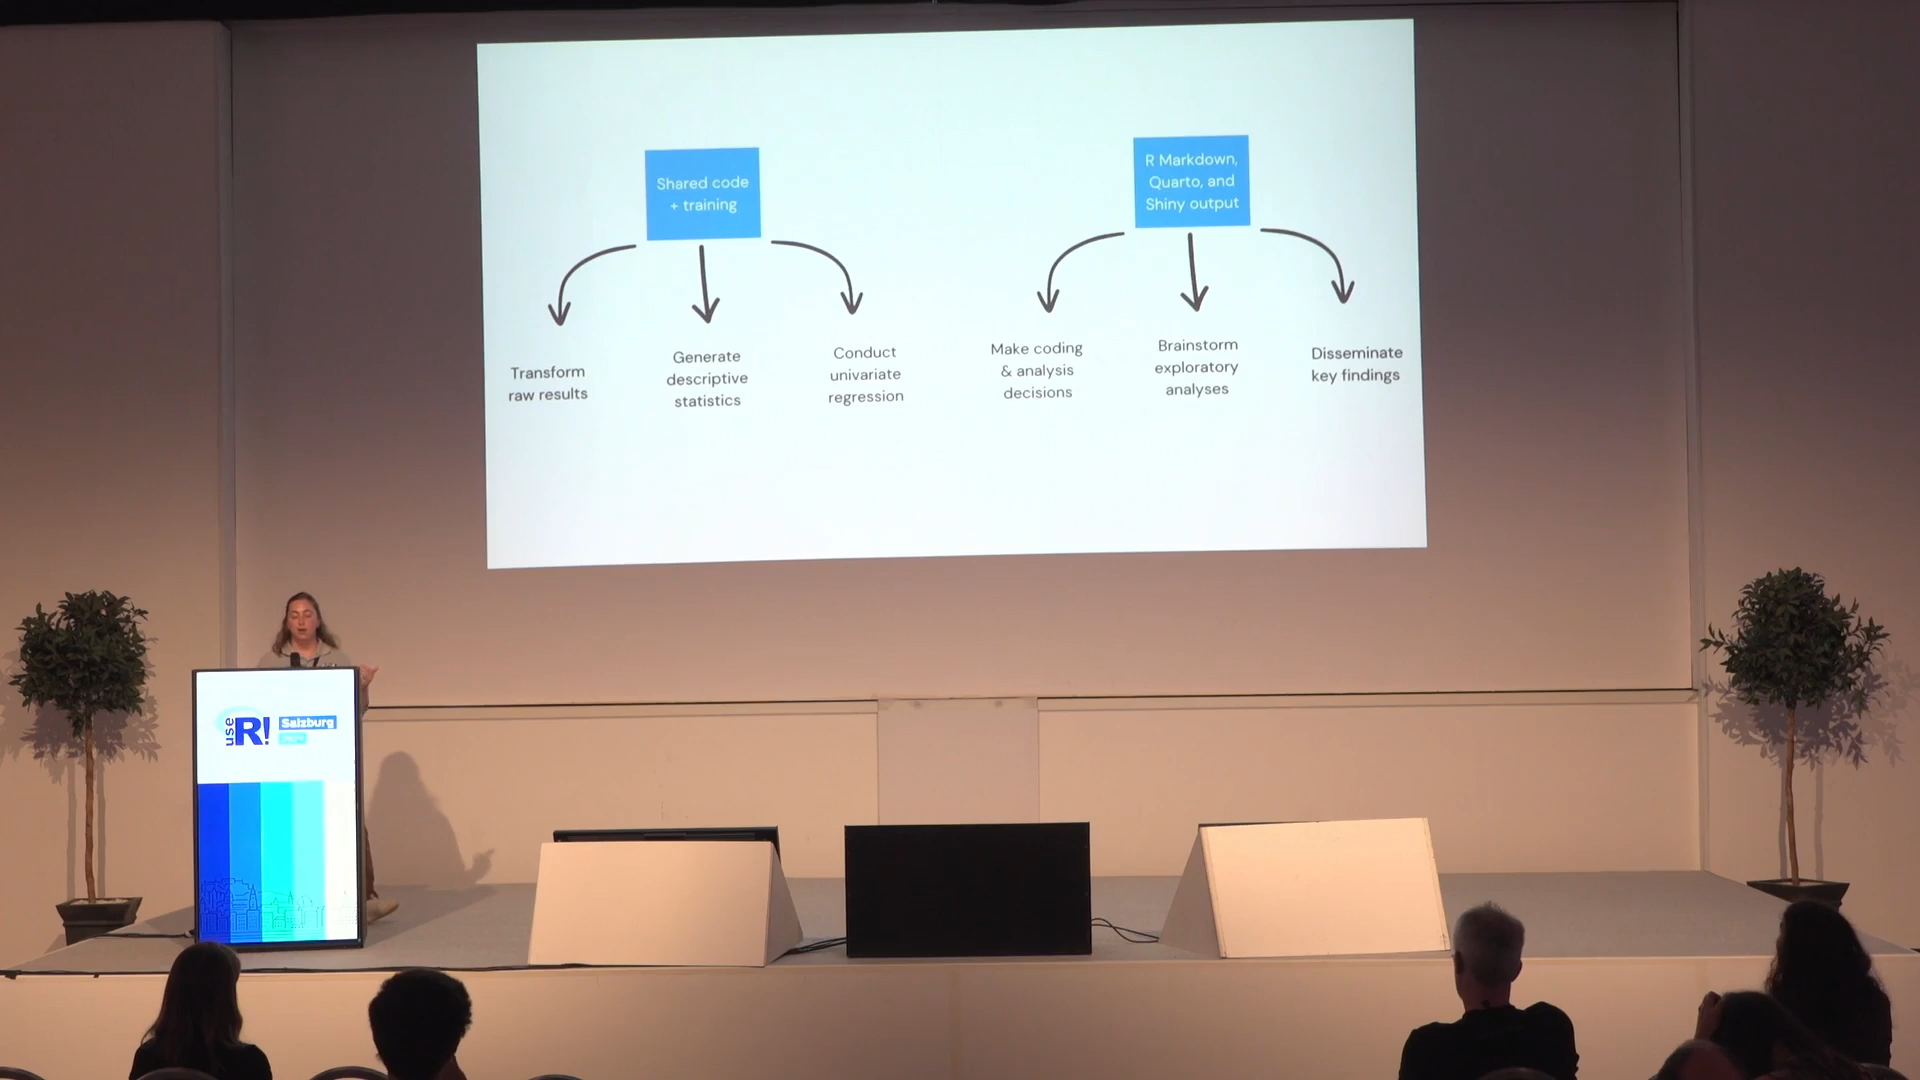 Shared code
+ training
Transform
raw results
Generate
descriptive
statistics
Conduct
univariate
regression
R Markdown,
Quarto, and
Shiny output
Make coding
& analysis
decisions
Brainstorm
exploratory
analyses
Disseminate
key findings
use R!
Salzburg